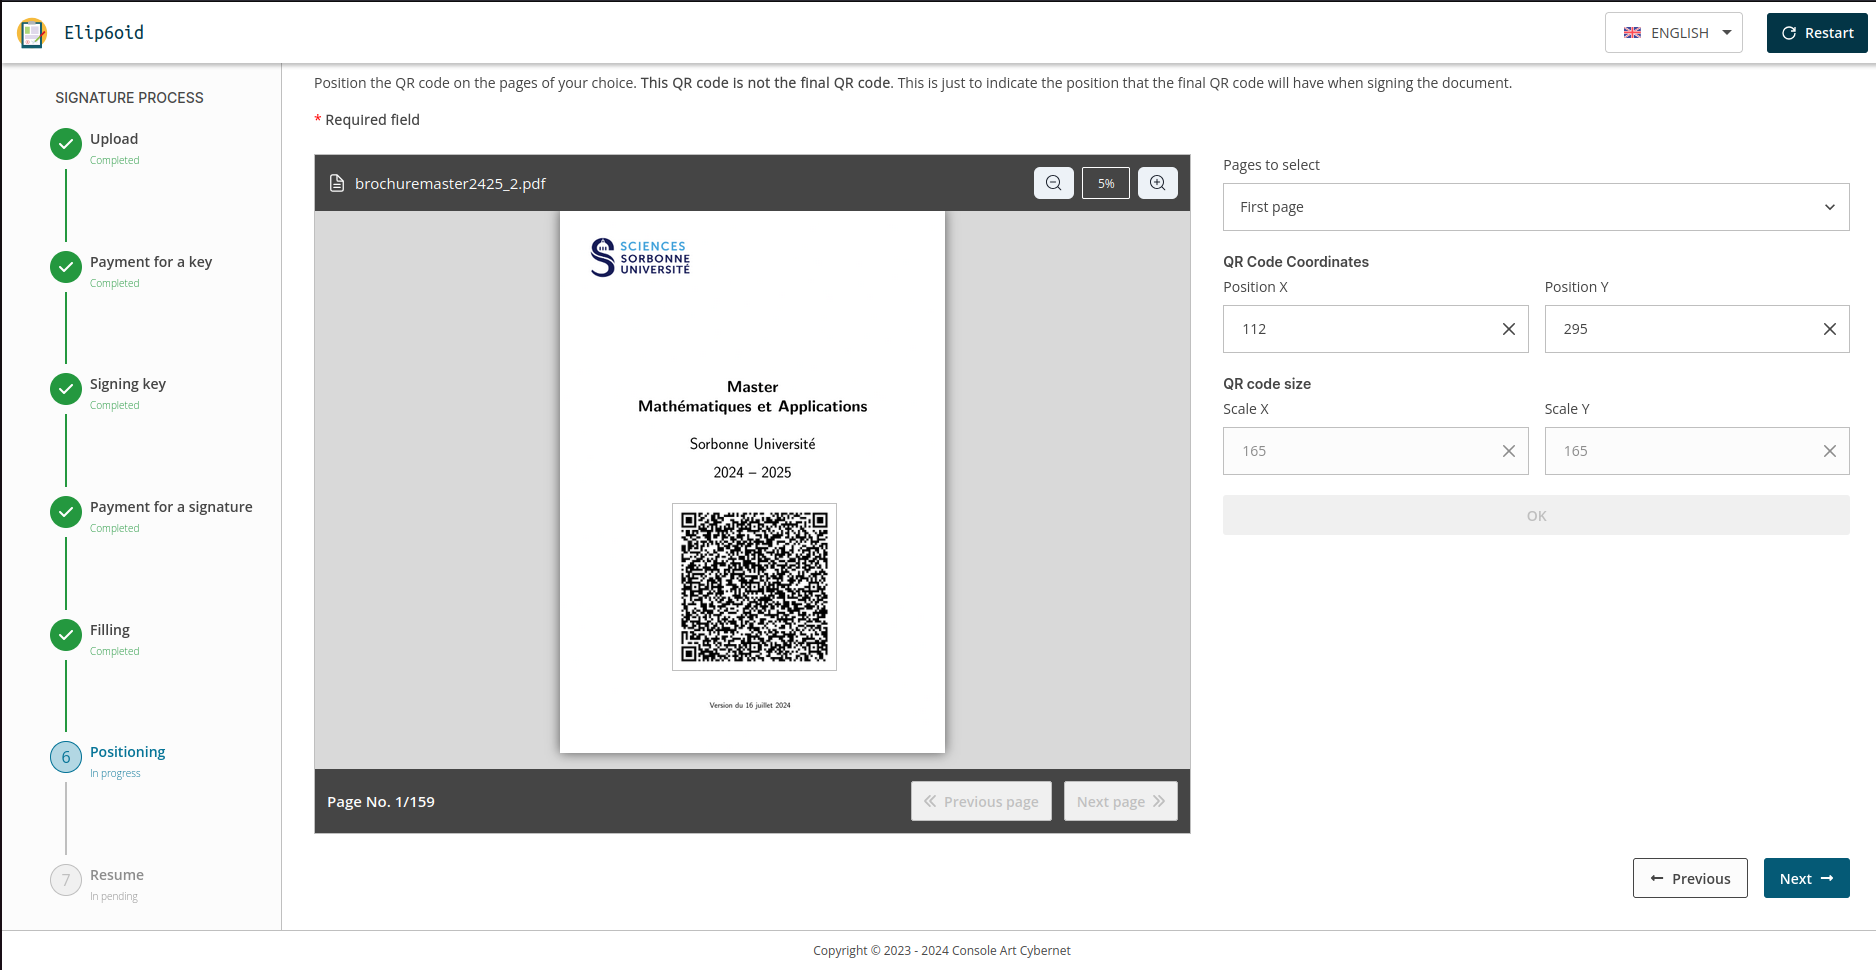 Elip6oid
ENGLISH
Restart
SIGNATURE PROCESS
Upload
Completed
Payment for a key
Completed
Signing key
Completed
Payment for a signature
Completed
Filling
Completed
6
Positioning
In progress
7
Resume
In pending
Position the QR code on the pages of your choice. This QR code is not the final QR code. This is just to indicate the position that the final QR code will have when signing the document.
* Required field
brochuremaster2425_2.pdf
5%
SCIENCES
SORBONNE
UNIVERSITÉ
Master
Mathématiques et Applications
Sorbonne Université
2024 – 2025
Version du 16 juillet 2024
Page No. 1/159
Previous page
Next page
Pages to select
First page
QR Code Coordinates
Position X
Position Y
112
295
QR code size
Scale X
Scale Y
165
165
OK
Previous
Next
Copyright © 2023 - 2024 Console Art Cybernet